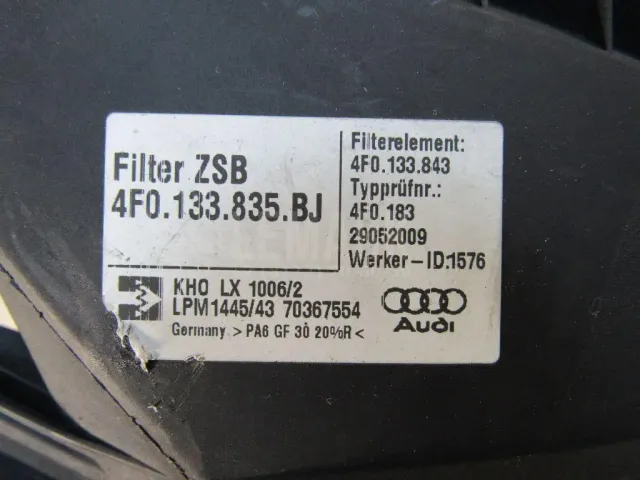 Filter ZSB
4F0.133.835.BJ
Filterelement:
4F0.133.843
Typprüfnr.:
4F0.183
29052009
Werker-ID:1576
KHO LX 1006/2
LPM1445/43 70367554
Germany > PA6 GF 30 20%R <
Audi